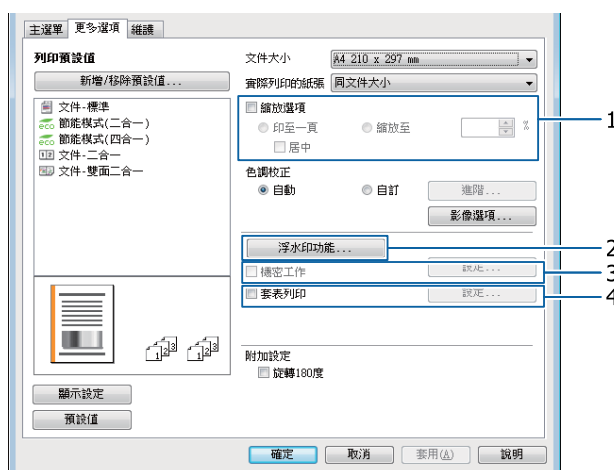 主選單 更多選項 維護
列印預設值
新增/移除預設值...
文件-標準
eco 節能模式(二合一)
eco 節能模式(四合一)
12 文件-二合一
文件-雙面二合一
123 123
顯示設定
預設值
文件大小 A4 210 x 297 mm
實際列印的紙張 同文件大小
縮放選項 1
印至一頁 縮放至 %
居中
色調校正
自動 自訂 進階...
影像選項...
浮水印功能... 2
機密工作 設定... 3
套表列印 設定... 4
附加設定
旋轉180度
確定 取消 套用(A) 說明